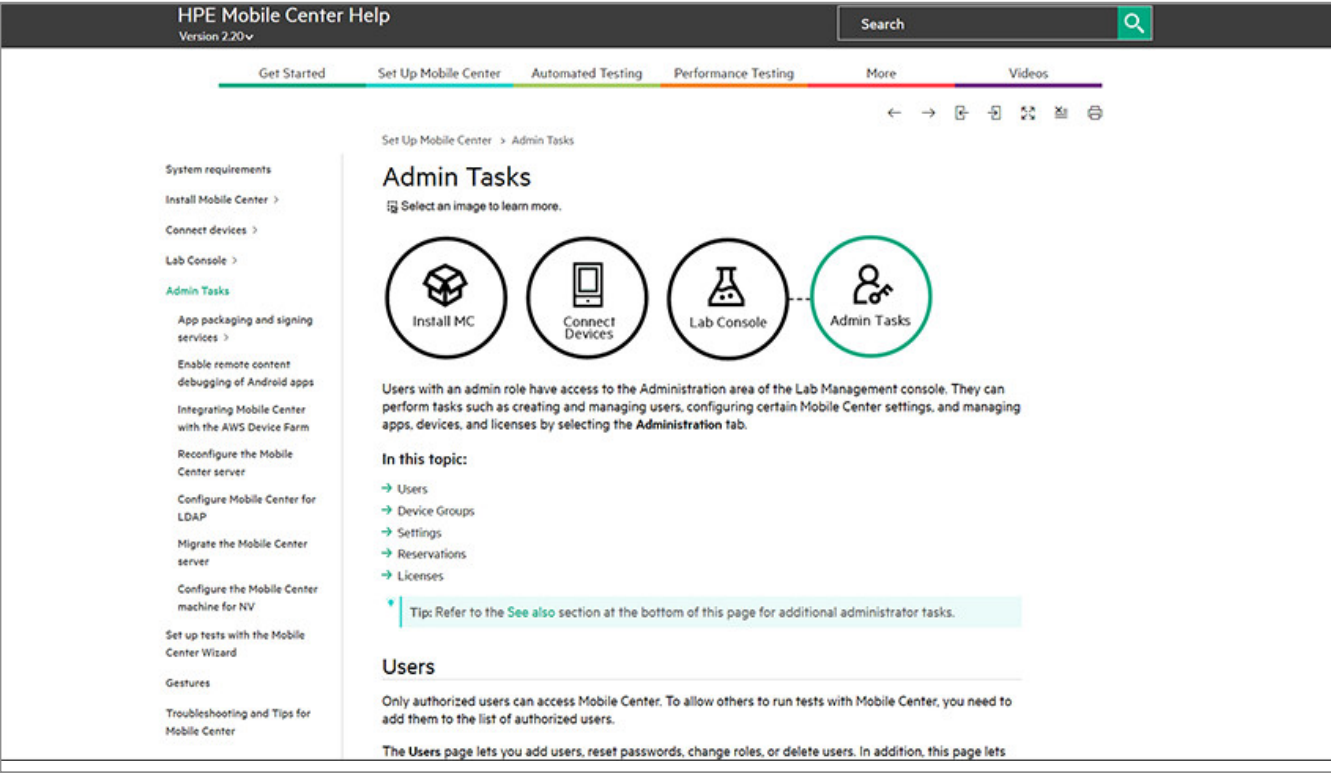 HPE Mobile Center Help
Version 2.20
Search
Get Started
Set Up Mobile Center
Automated Testing
Performance Testing
More
Videos
Set Up Mobile Center > Admin Tasks
System requirements
Install Mobile Center >
Connect devices >
Lab Console >
Admin Tasks
App packaging and signing
services >
Enable remote content
debugging of Android apps
Integrating Mobile Center
with the AWS Device Farm
Reconfigure the Mobile
Center server
Configure Mobile Center for
LDAP
Migrate the Mobile Center
server
Configure the Mobile Center
machine for NV
Set up tests with the Mobile
Center Wizard
Gestures
Troubleshooting and Tips for
Mobile Center
Admin Tasks
Select an image to learn more.
Install MC
Connect
Devices
Lab Console
Admin Tasks
Users with an admin role have access to the Administration area of the Lab Management console. They can
perform tasks such as creating and managing users, configuring certain Mobile Center settings, and managing
apps, devices, and licenses by selecting the Administration tab.
In this topic:
→ Users
→ Device Groups
→ Settings
→ Reservations
→ Licenses
Tip: Refer to the See also section at the bottom of this page for additional administrator tasks.
Users
Only authorized users can access Mobile Center. To allow others to run tests with Mobile Center, you need to
add them to the list of authorized users.
The Users page lets you add users, reset passwords, change roles, or delete users. In addition, this page lets